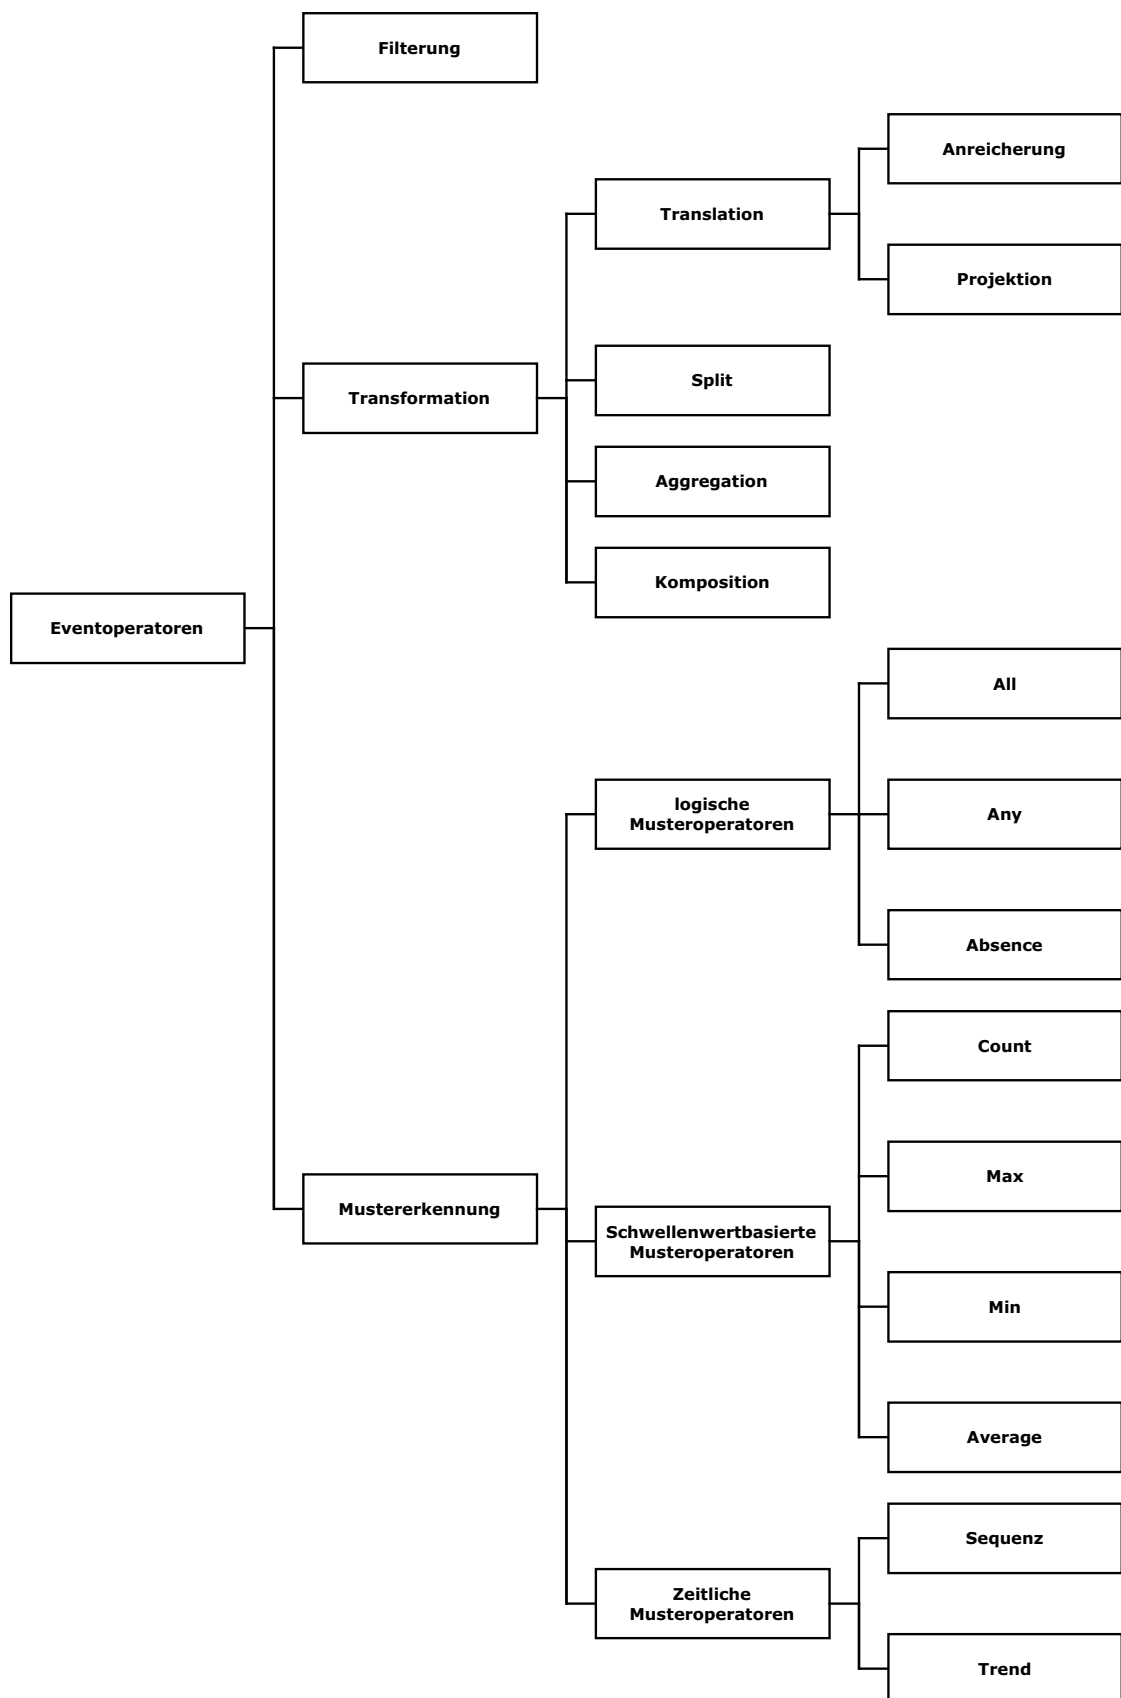 Filterung
Anreicherung
Translation
Projektion
Split
Transformation
Aggregation
Komposition
Eventoperatoren
All
logische
Musteroperatoren
Any
Absence
Count
Max
Mustererkennung
Schwellenwertbasierte
Musteroperatoren
Min
Average
Sequenz
Zeitliche
Musteroperatoren
Trend